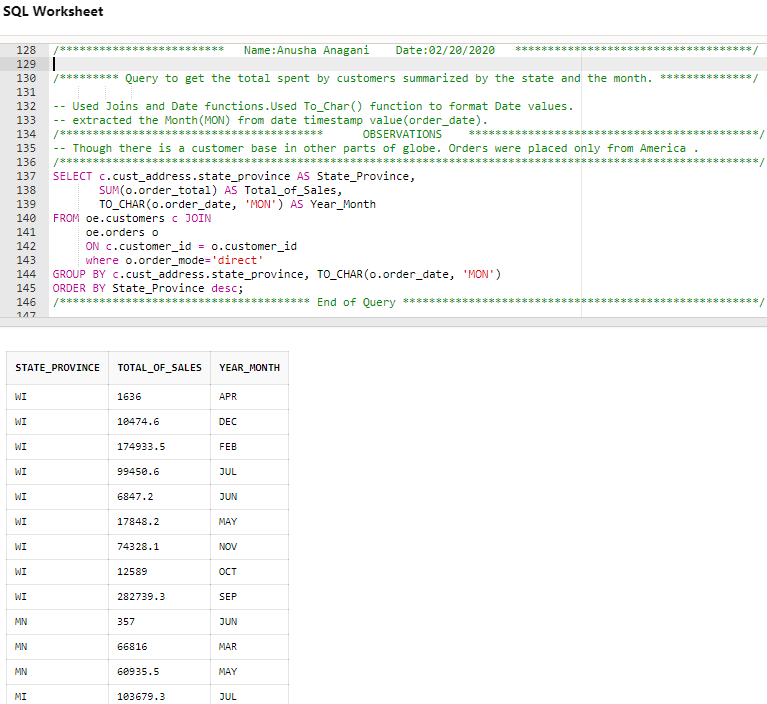 SQL Worksheet
128 /************************* Name:Anusha Anagani Date:02/20/2020 ************************************/
129
130 /********* Query to get the total spent by customers summarized by the state and the month. **************/
131
132 -- Used Joins and Date functions.Used To_Char() function to format Date values.
133 -- extracted the Month(MON) from date timestamp value(order_date).
134 /**************************************** OBSERVATIONS ********************************************/
135 -- Though there is a customer base in other parts of globe. Orders were placed only from America .
136 /***********************************************************************************************************/
137 SELECT c.cust_address.state_province AS State_Province,
138 SUM(o.order_total) AS Total_of_Sales,
139 TO_CHAR(o.order_date, 'MON') AS Year_Month
140 FROM oe.customers c JOIN
141 oe.orders o
142 ON c.customer_id = o.customer_id
143 where o.order_mode='direct'
144 GROUP BY c.cust_address.state_province, TO_CHAR(o.order_date, 'MON')
145 ORDER BY State_Province desc;
146 /************************************** End of Query ******************************************************/
147
STATE_PROVINCE TOTAL_OF_SALES YEAR_MONTH
WI 1636 APR
WI 10474.6 DEC
WI 174933.5 FEB
WI 99450.6 JUL
WI 6847.2 JUN
WI 17848.2 MAY
WI 74328.1 NOV
WI 12589 OCT
WI 282739.3 SEP
MN 357 JUN
MN 66816 MAR
MN 60935.5 MAY
MI 103679.3 JUL